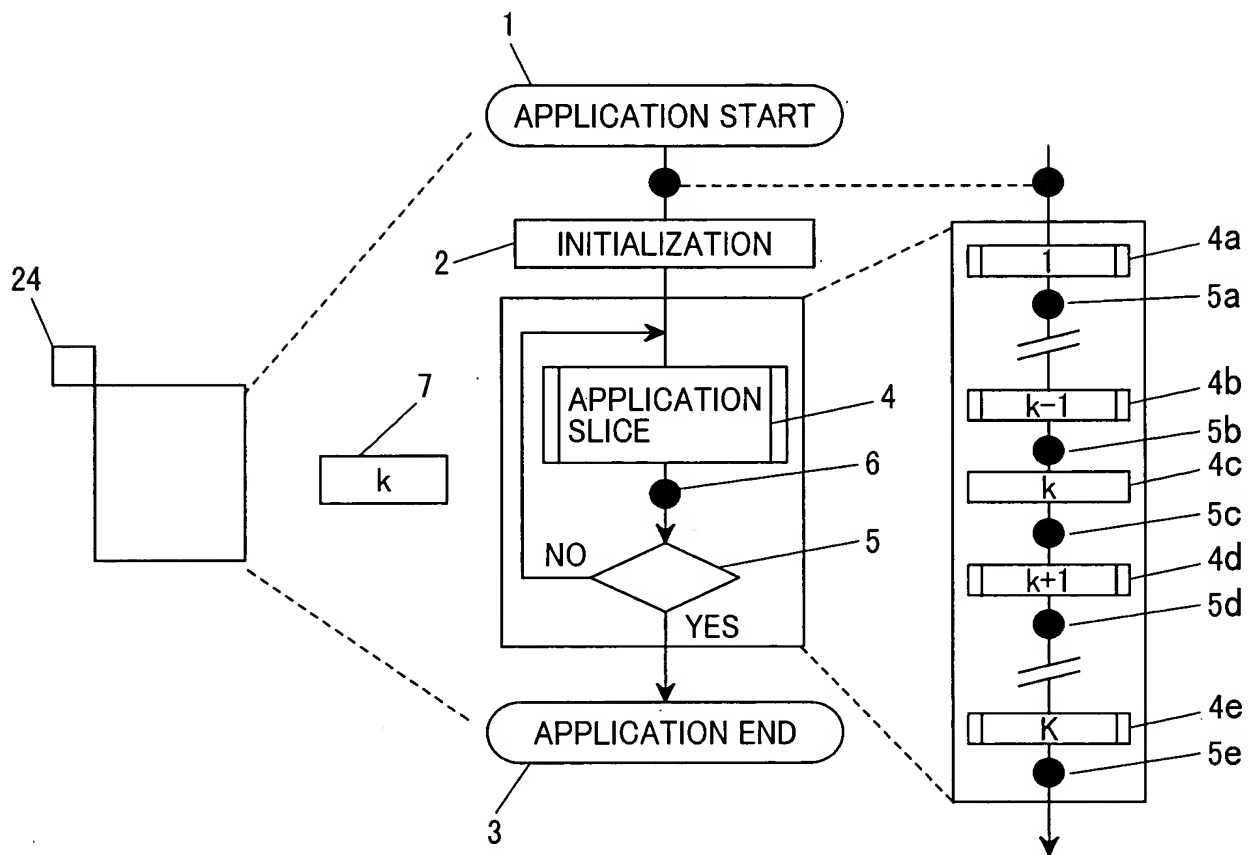 1
APPLICATION START
2
INITIALIZATION
24
7
k
APPLICATION
SLICE
4
6
NO
5
YES
APPLICATION END
3
1
4a
5a
k-1
4b
5b
k
4c
5c
k+1
4d
5d
K
4e
5e